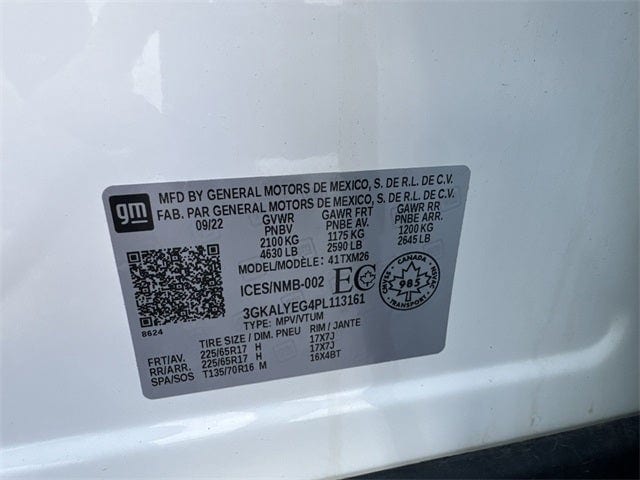 gm
MFD BY GENERAL MOTORS DE MEXICO, S. DE R.L. DE C.V.
FAB. PAR GENERAL MOTORS DE MEXICO, S. DE R.L. DE C.V.
09/22 GVWR GAWR FRT GAWR RR
PNBV PNBE AV. PNBE ARR.
2100 KG 1175 KG 1200 KG
4630 LB 2590 LB 2645 LB
MODEL/MODÈLE: 41TXM26
ICES/NMB-002 EC
CANADA
985
TRANSPORT
3GKALYEG4PL113161
TYPE: MPV/VTUM
8624
TIRE SIZE / DIM. PNEU RIM / JANTE
FRT/AV. 225/65R17 H 17X7J
RR/ARR. 225/65R17 H 17X7J
SPA/SOS T135/70R16 M 16X4BT